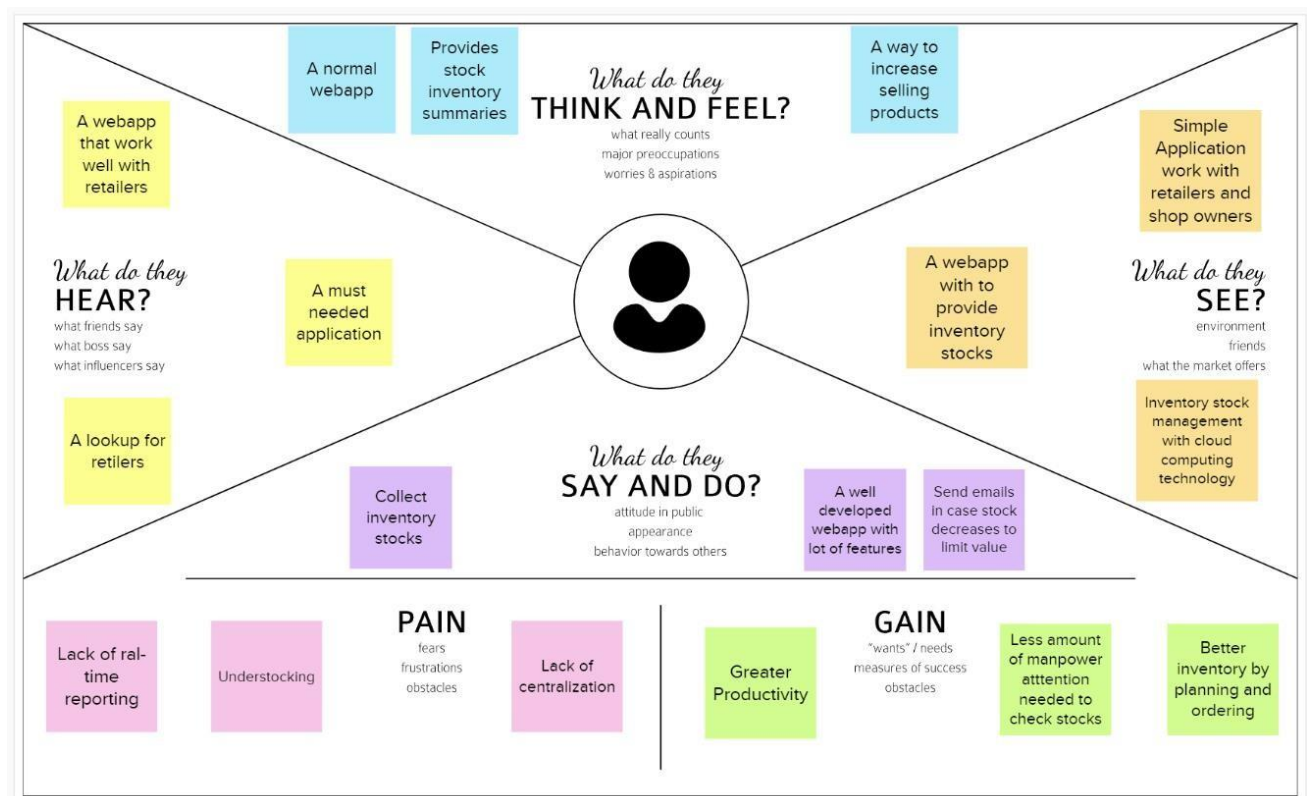 A normal
webapp
Provides
stock
inventory
summaries
What do they
THINK AND FEEL?
what really counts
major preoccupations
worries & aspirations
A way to
increase
selling
products
A webapp
that work
well with
retailers
What do they
HEAR?
what friends say
what boss say
what influencers say
A must
needed
application
A lookup for
retilers
Simple
Application
work with
retailers and
shop owners
A webapp
with to
provide
inventory
stocks
What do they
SEE?
environment
friends
what the market offers
Inventory stock
management
with cloud
computing
technology
Collect
inventory
stocks
What do they
SAY AND DO?
attitude in public
appearance
behavior towards others
A well
developed
webapp with
lot of features
Send emails
in case stock
decreases to
limit value
Lack of ral-
time
reporting
Understocking
PAIN
fears
frustrations
obstacles
Lack of
centralization
Greater
Productivity
GAIN
"wants" / needs
measures of success
obstacles
Less amount
of manpower
atttention
needed to
check stocks
Better
inventory by
planning and
ordering